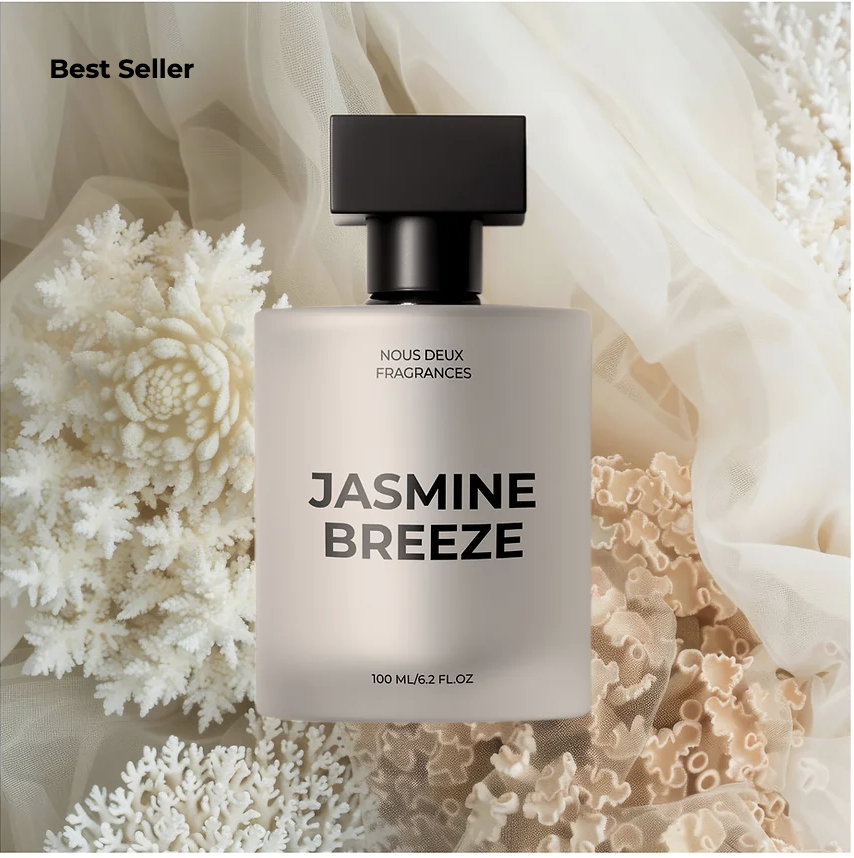 Best Seller
NOUS DEUX
FRAGRANCES
JASMINE
BREEZE
100 ML/6.2 FL.OZ